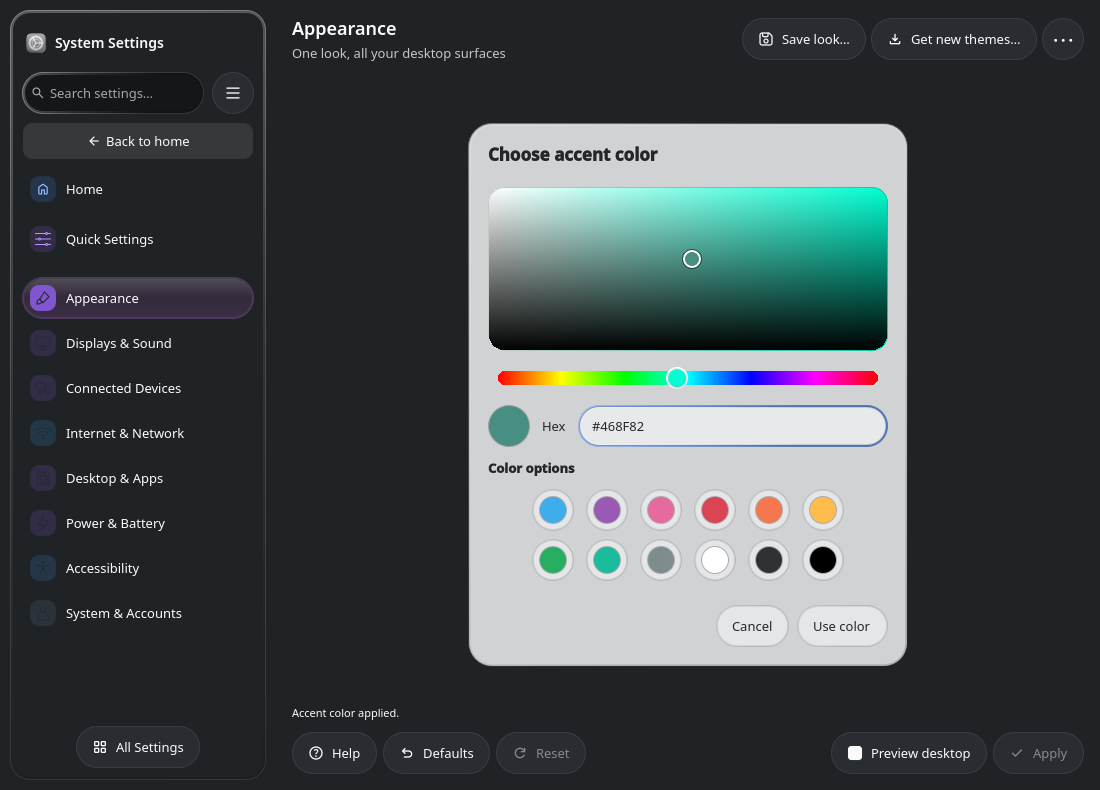 System Settings
Search settings...
Back to home
Home
Quick Settings
Appearance
Displays & Sound
Connected Devices
Internet & Network
Desktop & Apps
Power & Battery
Accessibility
System & Accounts
All Settings
Appearance
One look, all your desktop surfaces
Save look...
Get new themes...
Choose accent color
Hex
#468F82
Color options
Cancel
Use color
Accent color applied.
Help
Defaults
Reset
Preview desktop
Apply